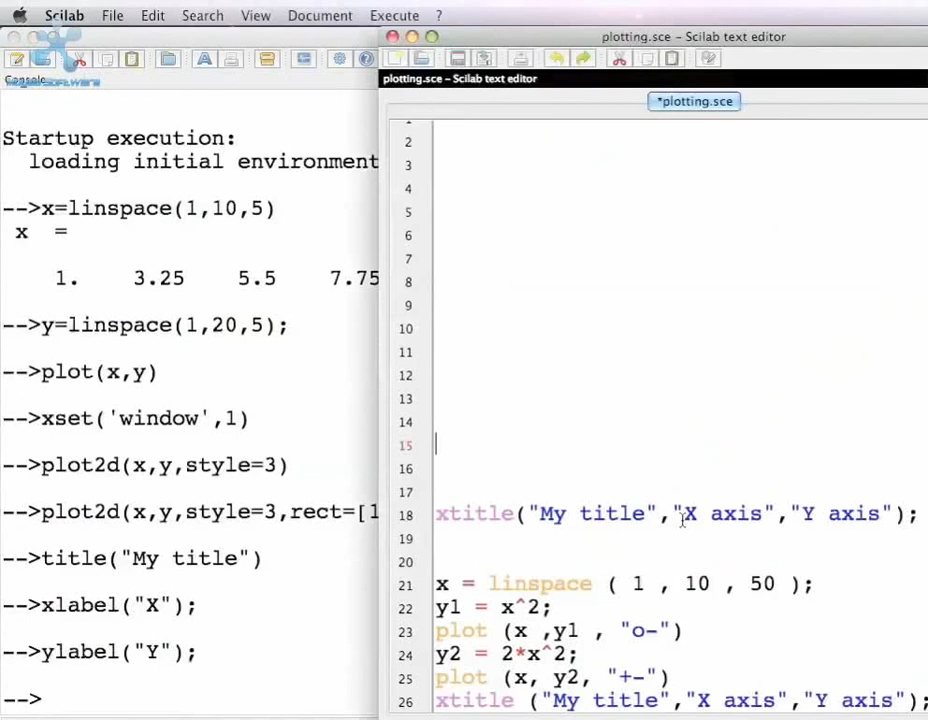 Scilab File Edit Search View Document Execute ?
plotting.sce – Scilab text editor
Console
plotting.sce – Scilab text editor
*plotting.sce
Startup execution:
loading initial environment
-->x=linspace(1,10,5)
x =
1. 3.25 5.5 7.75
-->y=linspace(1,20,5);
-->plot(x,y)
-->xset('window',1)
-->plot2d(x,y,style=3)
-->plot2d(x,y,style=3,rect=[1
-->title("My title")
-->xlabel("X");
-->ylabel("Y");
-->
1
2
3
4
5
6
7
8
9
10
11
12
13
14
15
16
17
18 xtitle("My title","X axis","Y axis");
19
20
21 x = linspace ( 1 , 10 , 50 );
22 y1 = x^2;
23 plot (x ,y1 , "o-")
24 y2 = 2*x^2;
25 plot (x, y2, "+-")
26 xtitle ("My title","X axis","Y axis");